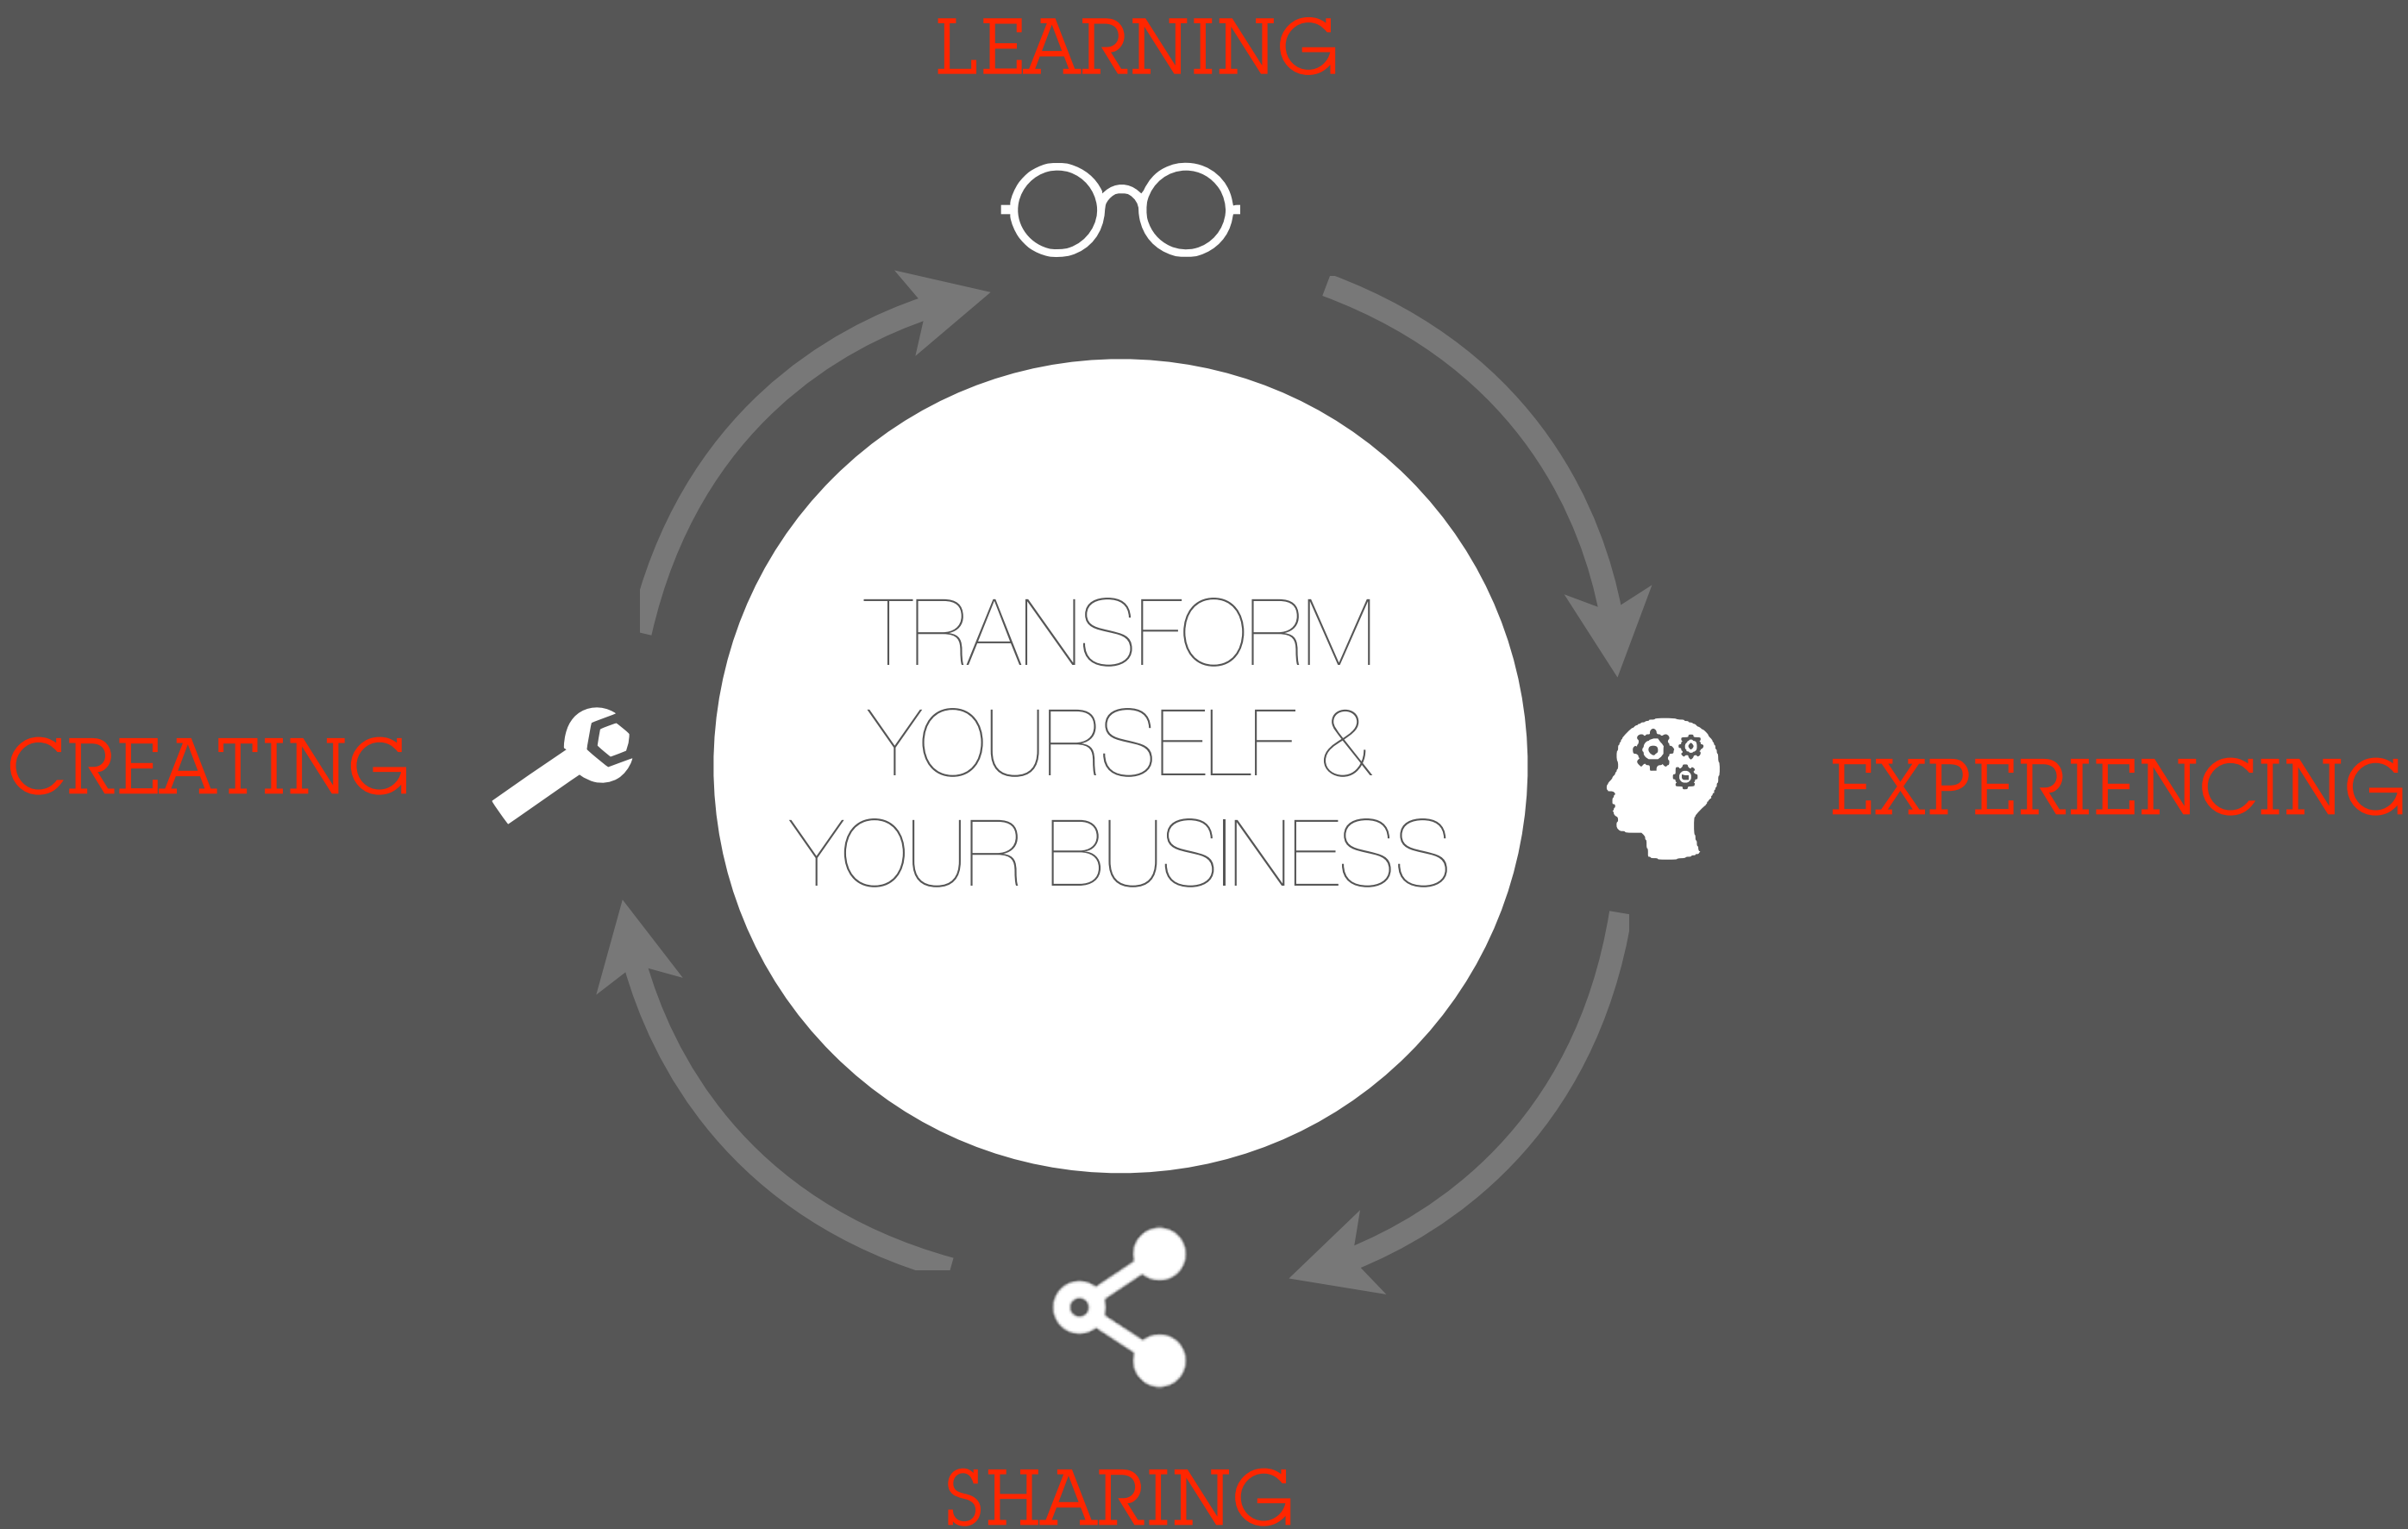 LEARNING
TRANSFORM
YOURSELF &
YOUR BUSINESS
CREATING
EXPERIENCING
SHARING